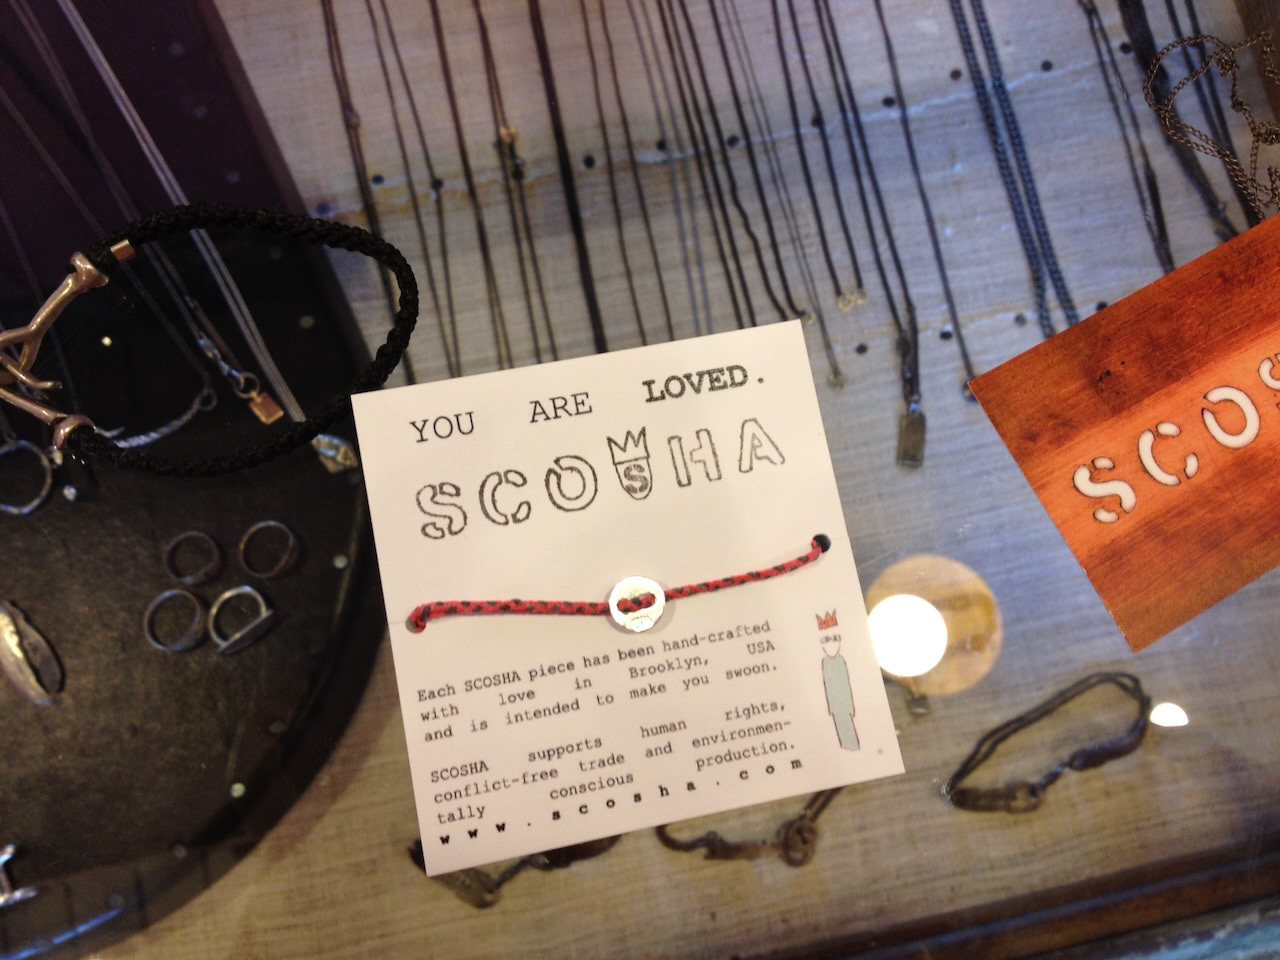 YOU ARE LOVED.
SCOSHA
Each SCOSHA piece has been hand-crafted
with love in Brooklyn, USA
and is intended to make you swoon.
SCOSHA supports human rights,
conflict-free trade and environmen-
tally conscious production.
www.scosha.com
SCOS